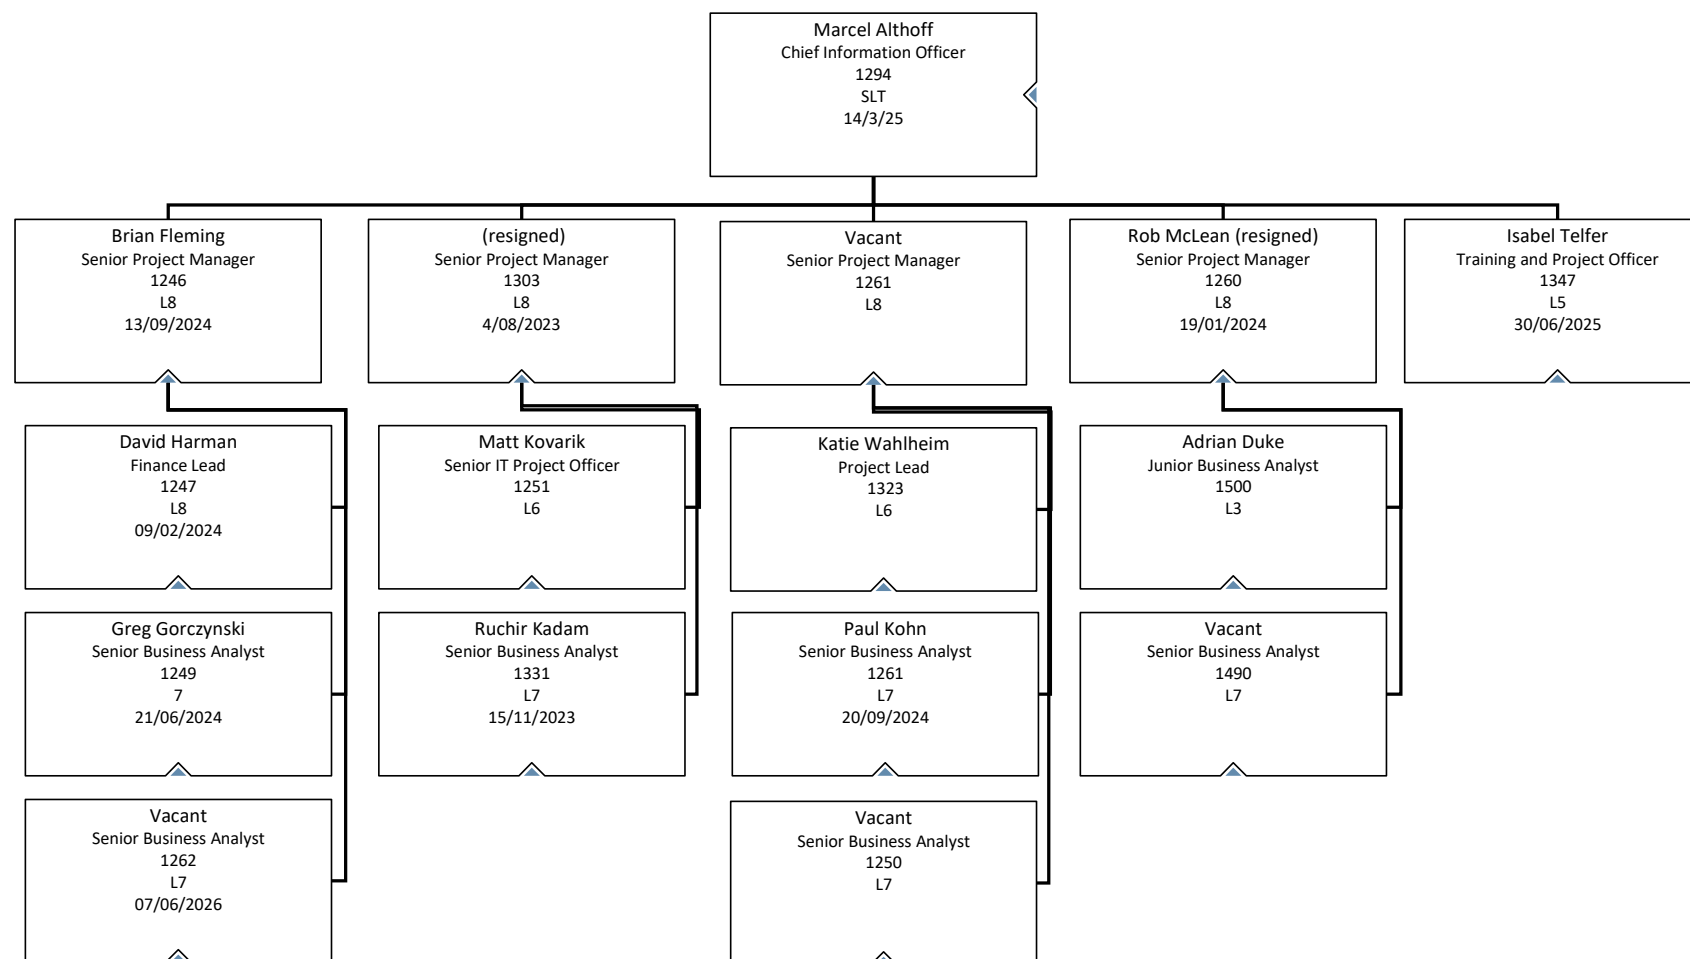 Marcel Althoff
Chief Information Officer
1294
SLT
14/3/25
Brian Fleming
Senior Project Manager
1246
L8
13/09/2024
(resigned)
Senior Project Manager
1303
L8
4/08/2023
Vacant
Senior Project Manager
1261
L8
Rob McLean (resigned)
Senior Project Manager
1260
L8
19/01/2024
Isabel Telfer
Training and Project Officer
1347
L5
30/06/2025
David Harman
Finance Lead
1247
L8
09/02/2024
Matt Kovarik
Senior IT Project Officer
1251
L6
Katie Wahlheim
Project Lead
1323
L6
Adrian Duke
Junior Business Analyst
1500
L3
Greg Gorczynski
Senior Business Analyst
1249
7
21/06/2024
Ruchir Kadam
Senior Business Analyst
1331
L7
15/11/2023
Paul Kohn
Senior Business Analyst
1261
L7
20/09/2024
Vacant
Senior Business Analyst
1490
L7
Vacant
Senior Business Analyst
1262
L7
07/06/2026
Vacant
Senior Business Analyst
1250
L7